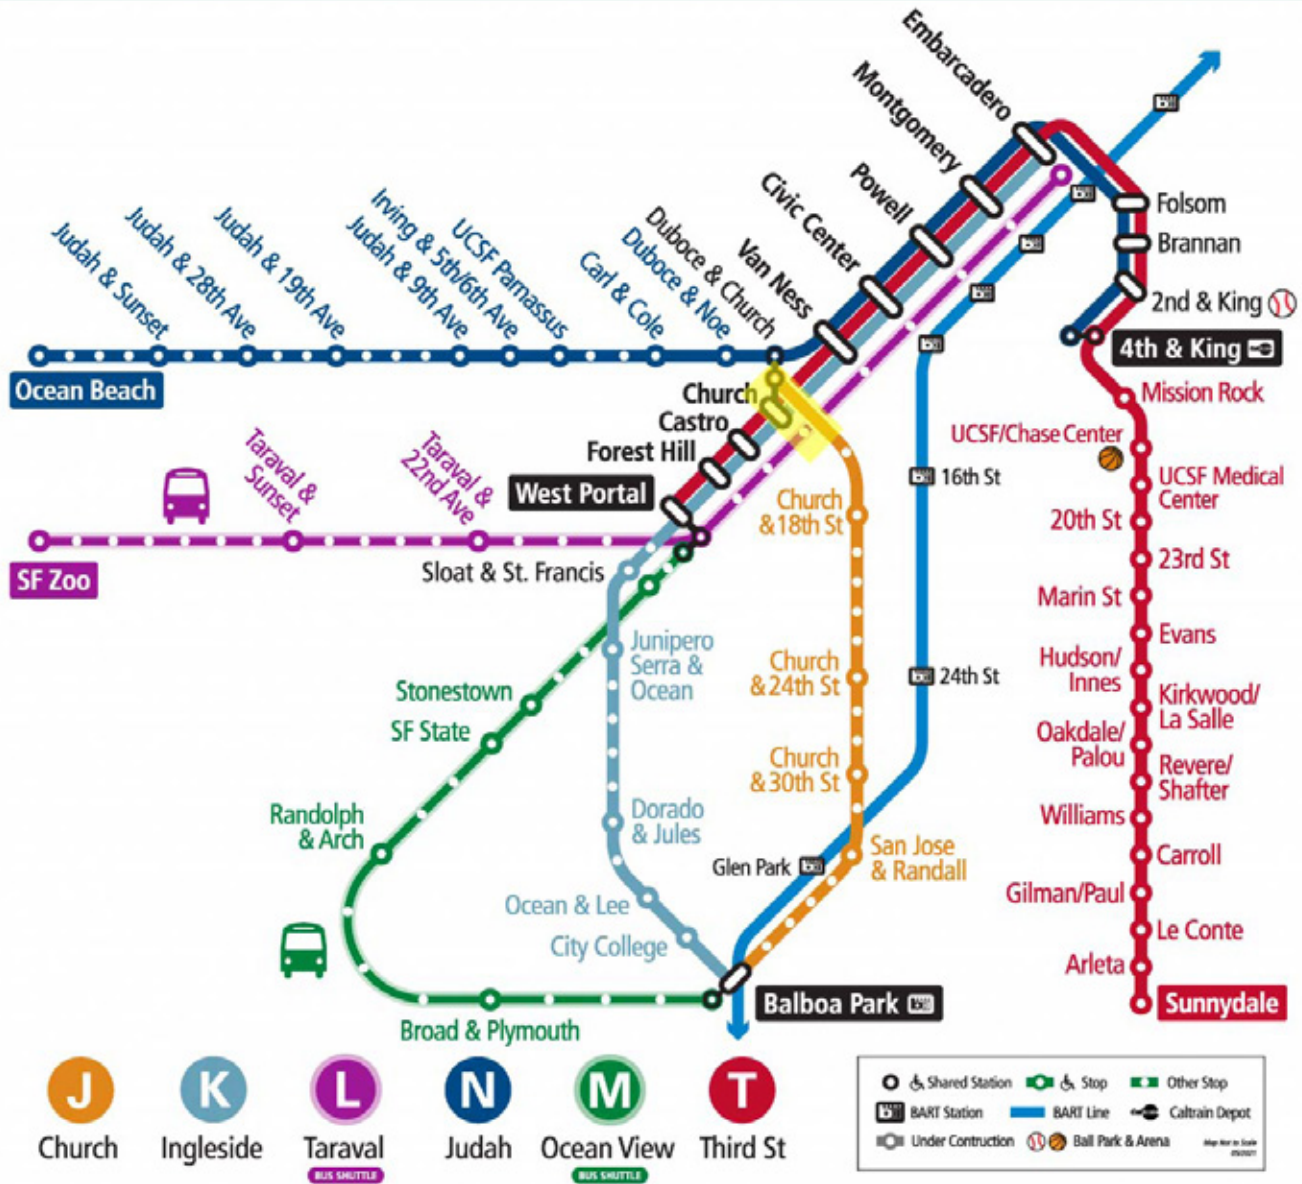 Embarcadero
Montgomery
Powell
Civic Center
Van Ness
Duboce & Church
Duboce & Noe
Carl & Cole
UCSF Parnassus
Irving & 5th/6th Ave
Judah & 9th Ave
Judah & 19th Ave
Judah & 28th Ave
Judah & Sunset
Ocean Beach
Folsom
Brannan
2nd & King
4th & King
Church
Castro
Forest Hill
West Portal
Taraval &
Sunset
Taraval &
22nd Ave
SF Zoo
Sloat & St. Francis
Mission Rock
UCSF/Chase Center
UCSF Medical
Center
20th St
23rd St
Marin St
Evans
Hudson/
Innes
Kirkwood/
La Salle
Oakdale/
Palou
Revere/
Shafter
Williams
Carroll
Gilman/Paul
Le Conte
Arleta
Sunnydale
16th St
24th St
Glen Park
Church
& 18th St
Church
& 24th St
Church
& 30th St
San Jose
& Randall
Junipero
Serra &
Ocean
Dorado
& Jules
Ocean & Lee
City College
Balboa Park
Stonestown
SF State
Randolph
& Arch
Broad & Plymouth
J
Church
K
Ingleside
L
Taraval
BUS SHUTTLE
N
Judah
M
Ocean View
BUS SHUTTLE
T
Third St
Shared Station
Stop
Other Stop
BART Station
BART Line
Caltrain Depot
Under Contruction
Ball Park & Arena
Map Not to Scale